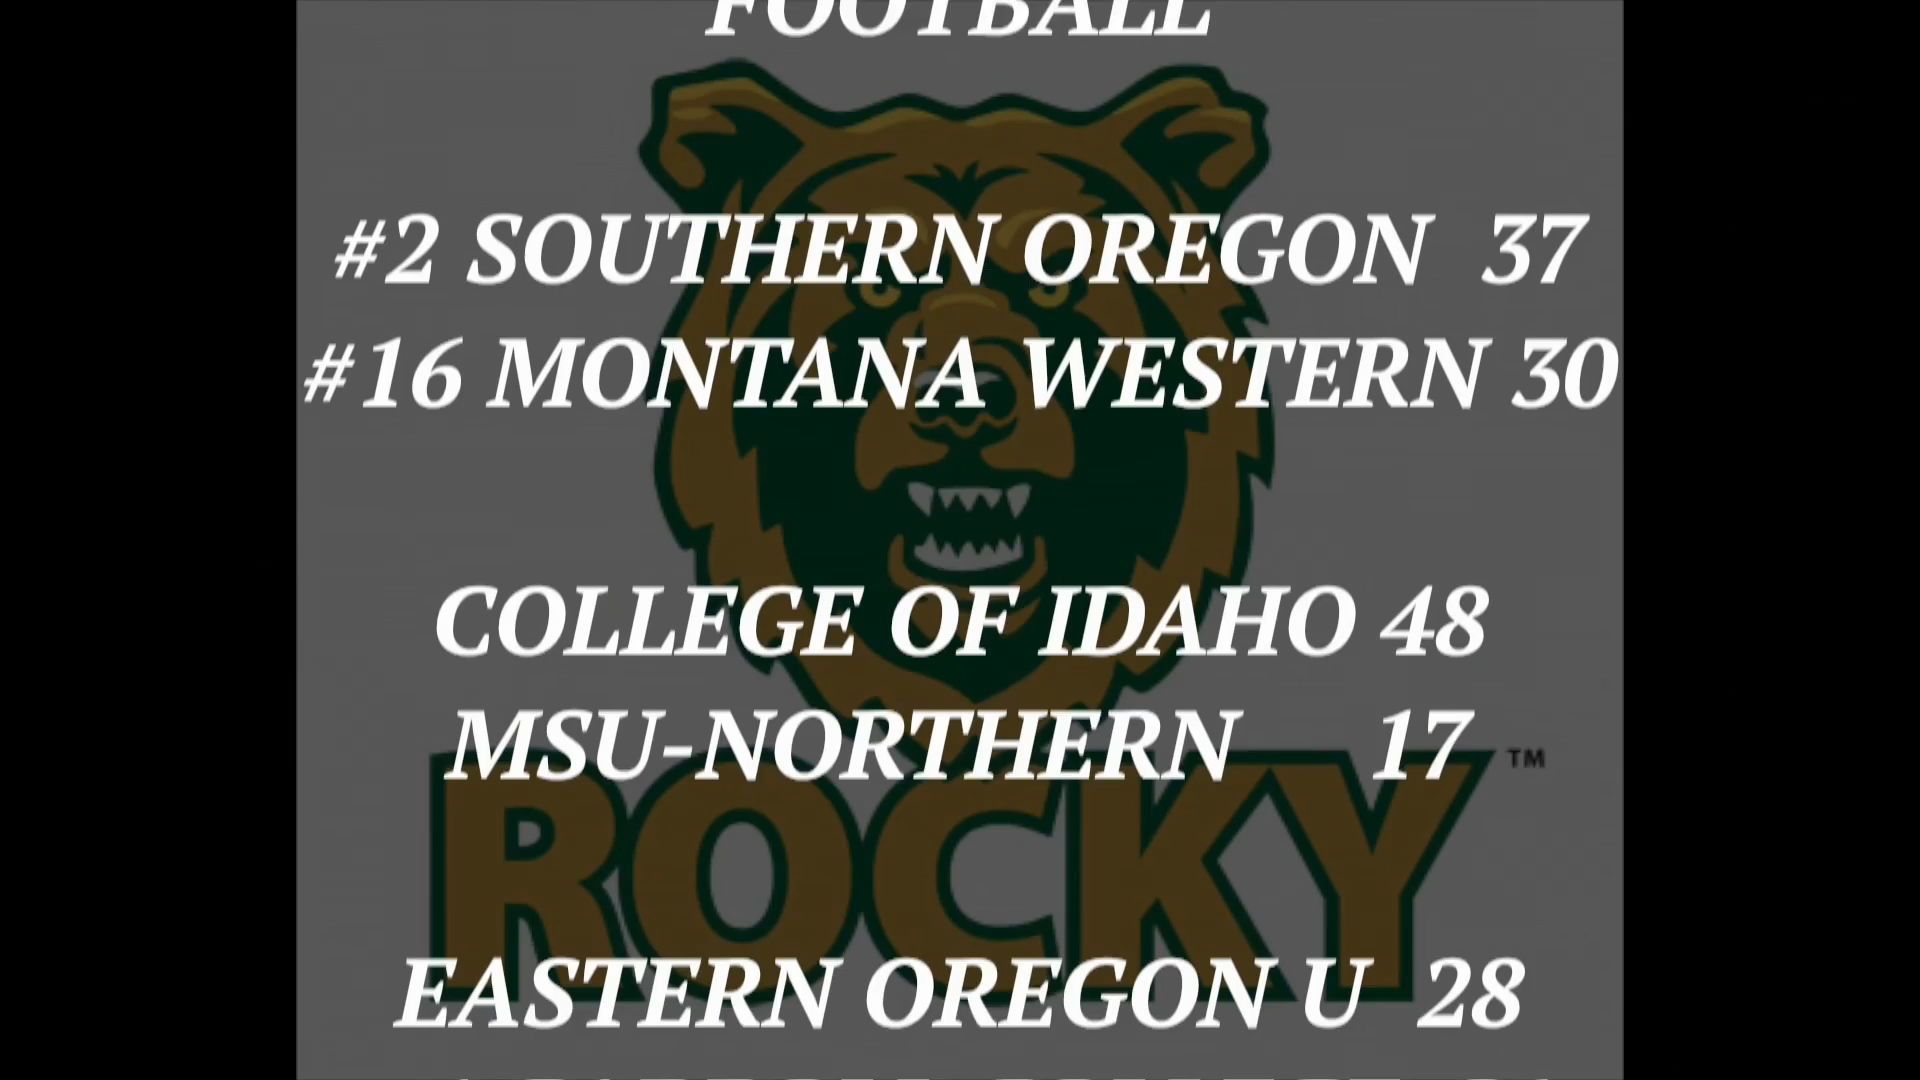 FOOTBALL
#2 SOUTHERN OREGON 37
#16 MONTANA WESTERN 30
COLLEGE OF IDAHO 48
MSU-NORTHERN 17
ROCKY TM
EASTERN OREGON U 28